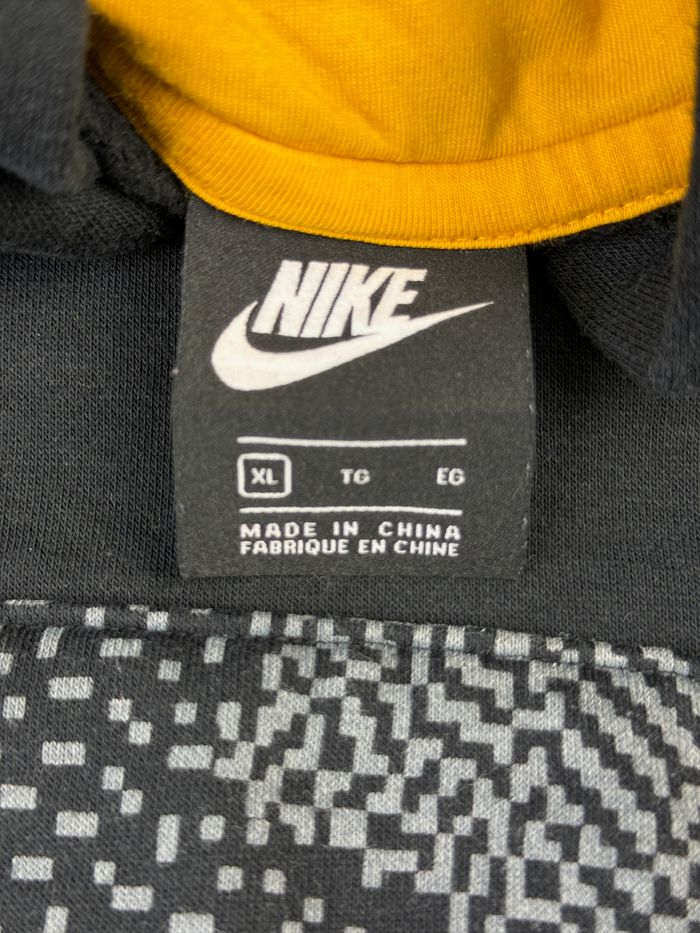 NIKE
XL TG EG
MADE IN CHINA
FABRIQUE EN CHINE